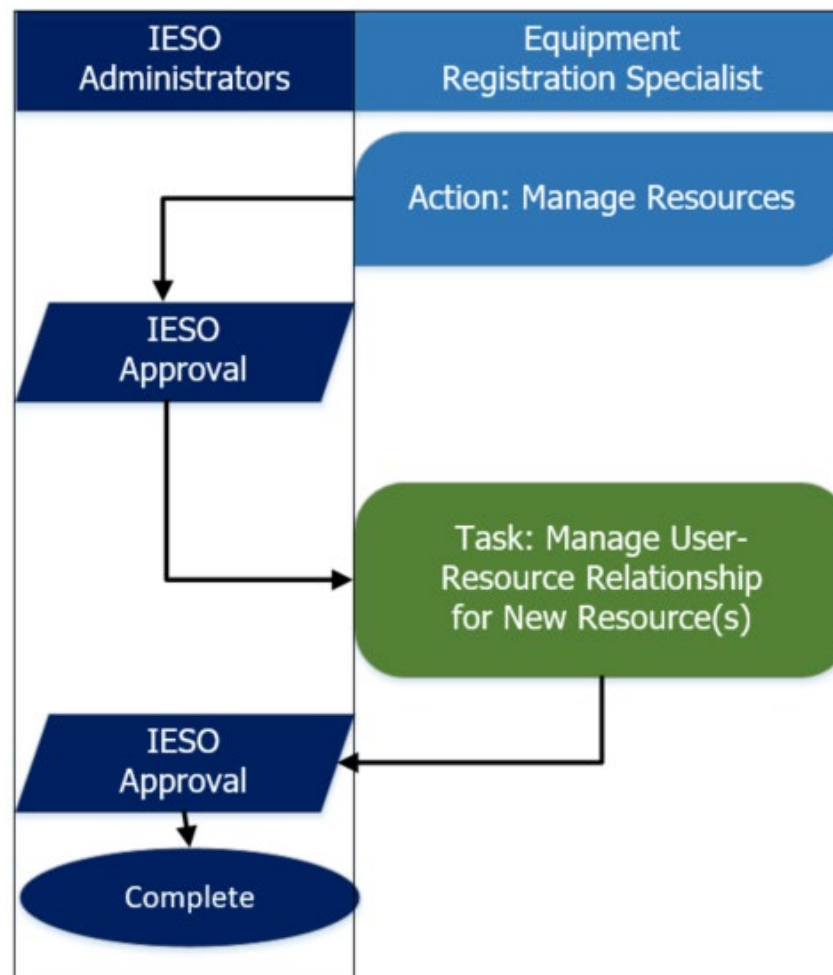 IESO
Administrators
Equipment
Registration Specialist
Action: Manage Resources
IESO
Approval
Task: Manage User-
Resource Relationship
for New Resource(s)
IESO
Approval
Complete